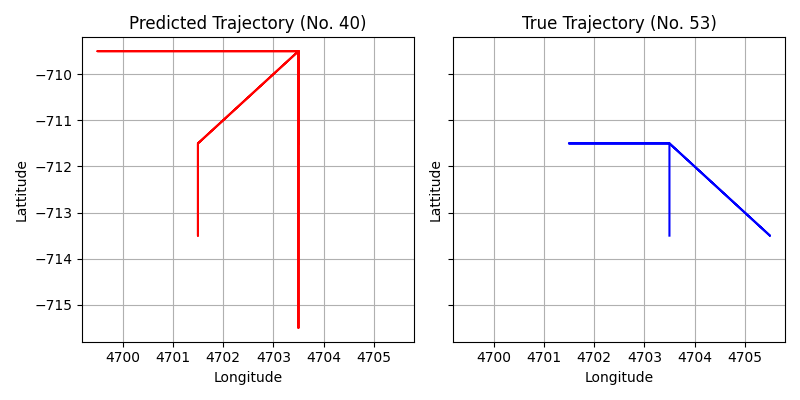 Predicted Trajectory (No. 40)
True Trajectory (No. 53)
Lattitude
−710
−711
−712
−713
−714
−715
4700 4701 4702 4703 4704 4705
Longitude
Lattitude
4700 4701 4702 4703 4704 4705
Longitude